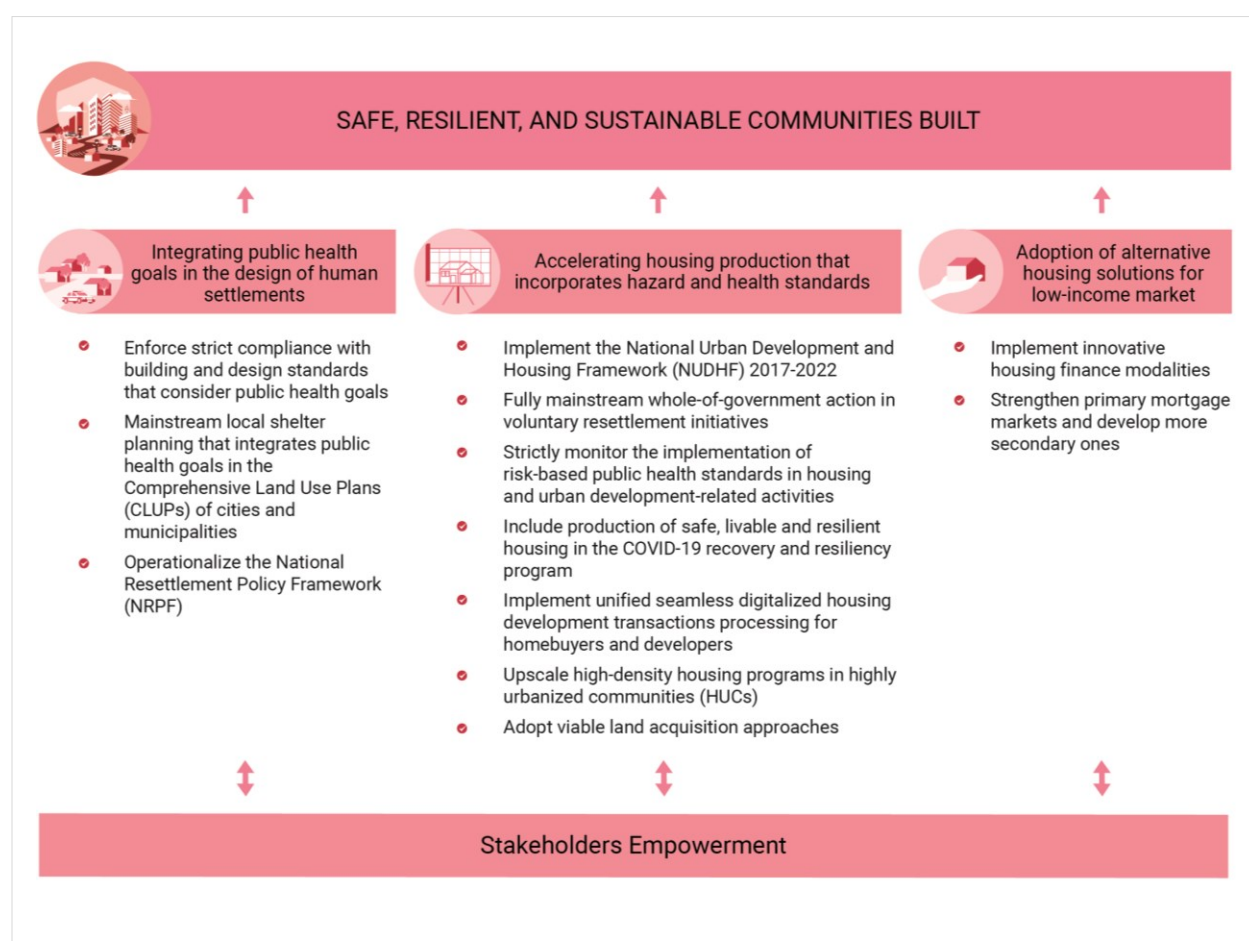 SAFE, RESILIENT, AND SUSTAINABLE COMMUNITIES BUILT
Integrating public health
goals in the design of human
settlements
Enforce strict compliance with
building and design standards
that consider public health goals
Mainstream local shelter
planning that integrates public
health goals in the
Comprehensive Land Use Plans
(CLUPs) of cities and
municipalities
Operationalize the National
Resettlement Policy Framework
(NRPF)
Accelerating housing production that
incorporates hazard and health standards
Implement the National Urban Development and
Housing Framework (NUDHF) 2017-2022
Fully mainstream whole-of-government action in
voluntary resettlement initiatives
Strictly monitor the implementation of
risk-based public health standards in housing
and urban development-related activities
Include production of safe, livable and resilient
housing in the COVID-19 recovery and resiliency
program
Implement unified seamless digitalized housing
development transactions processing for
homebuyers and developers
Upscale high-density housing programs in highly
urbanized communities (HUCs)
Adopt viable land acquisition approaches
Adoption of alternative
housing solutions for
low-income market
Implement innovative
housing finance modalities
Strengthen primary mortgage
markets and develop more
secondary ones
Stakeholders Empowerment